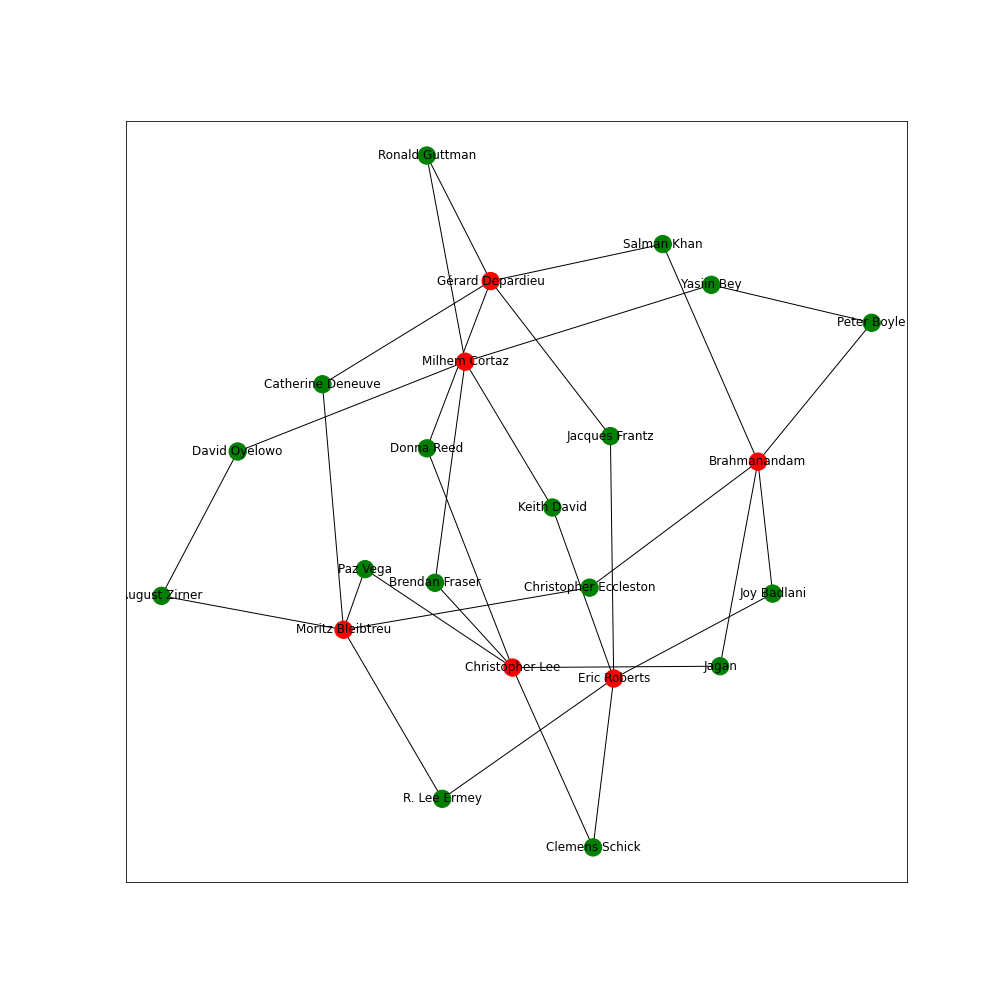 Ronald Guttman
Salman Khan
Gérard Depardieu
Yasiin Bey
Peter Boyle
Milhem Cortaz
Catherine Deneuve
Jacques Frantz
Donna Reed
David Oyelowo
Brahmanandam
Keith David
Paz Vega
Brendan Fraser
Christopher Eccleston
Joy Badlani
August Zirner
Moritz Bleibtreu
Christopher Lee
Jagan
Eric Roberts
R. Lee Ermey
Clemens Schick